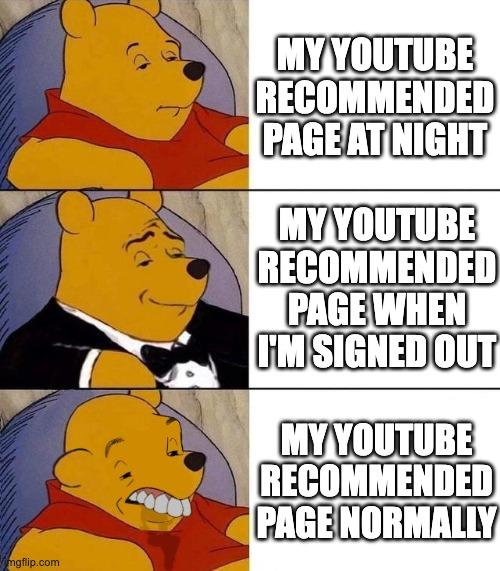 MY YOUTUBE
RECOMMENDED
PAGE AT NIGHT
MY YOUTUBE
RECOMMENDED
PAGE WHEN
I'M SIGNED OUT
MY YOUTUBE
RECOMMENDED
PAGE NORMALLY
imgflip.com